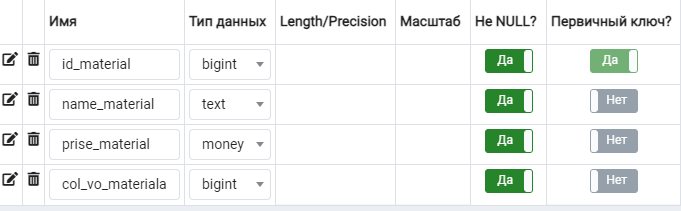 Имя Тип данных Length/Precision Масштаб Не NULL? Первичный ключ?
id_material bigint Да Да
name_material text Да Нет
prise_material money Да Нет
col_vo_materiala bigint Да Нет